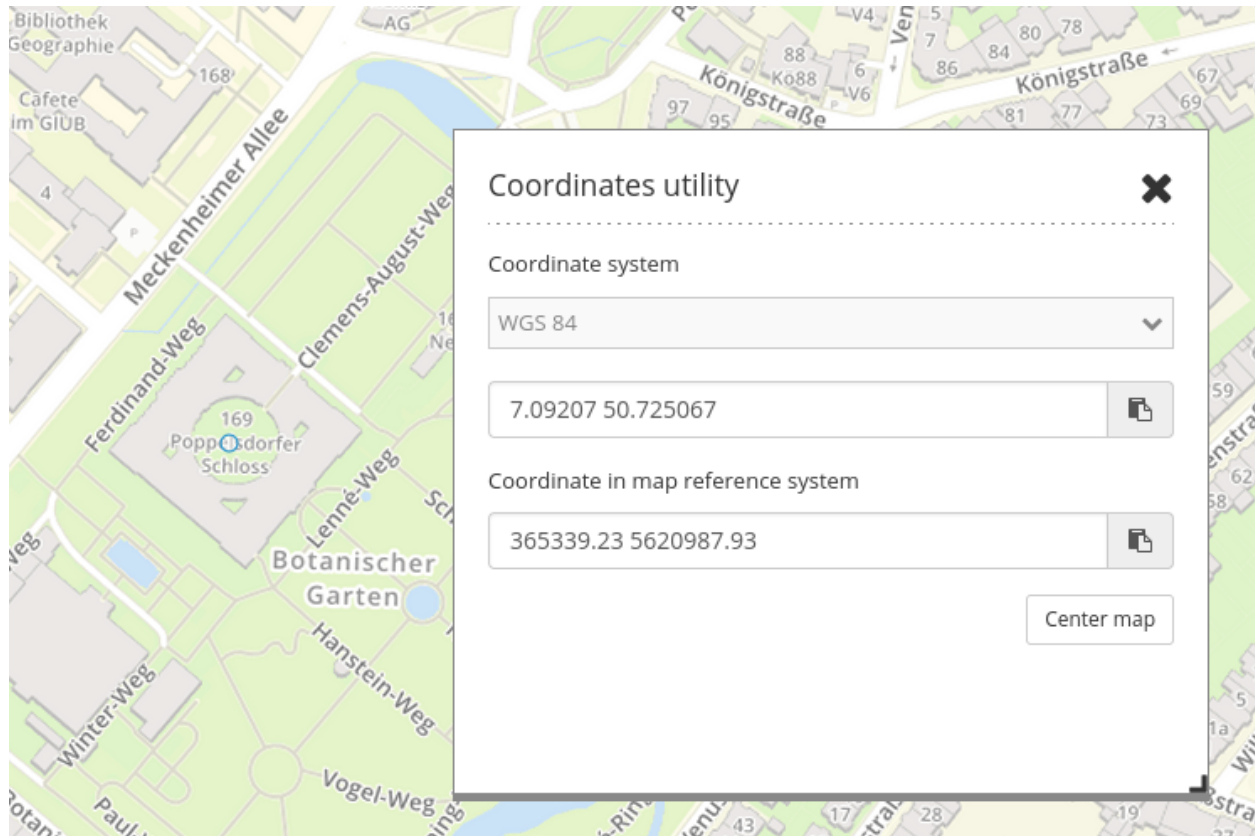 Bibliothek
Geographie
AG
V4
5
7
80
78
84
86
88
Kö88
6
V6
Königstraße
Königstraße
67
69
168
Cafete
im GIUB
97
95
81
77
73
4
P
P
Meckenheimer Allee
Clemens-August-Weg
Ferdinand-Weg
169
Poppelsdorfer
Schloss
Lenné-Weg
Botanischer
Garten
Hanstein-Weg
Winter-Weg
Vogel-Weg
Coordinates utility
Coordinate system
WGS 84
7.09207 50.725067
Coordinate in map reference system
365339.23 5620987.93
Center map
59
62
58
5
1a
43
17
28
19